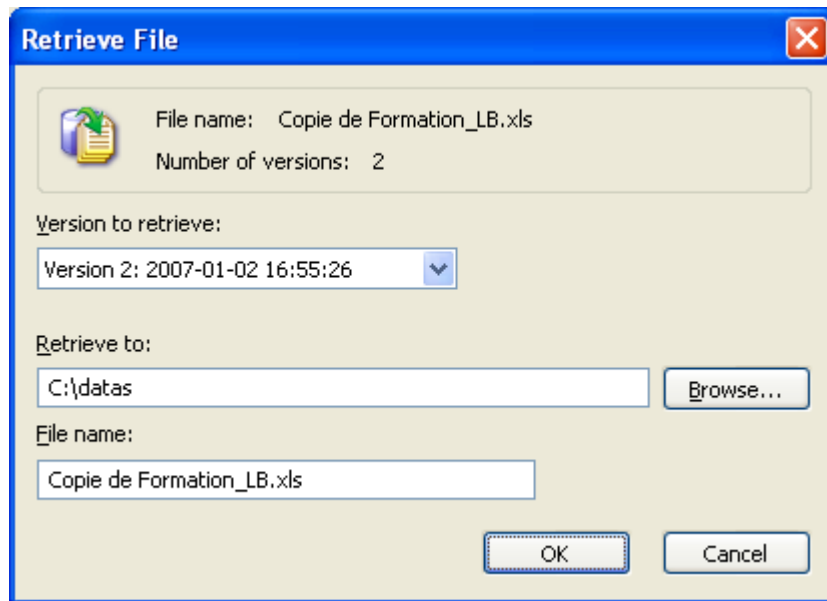 Retrieve File
File name: Copie de Formation_LB.xls
Number of versions: 2
Version to retrieve:
Version 2: 2007-01-02 16:55:26
Retrieve to:
C:\datas
Browse...
File name:
Copie de Formation_LB.xls
OK Cancel